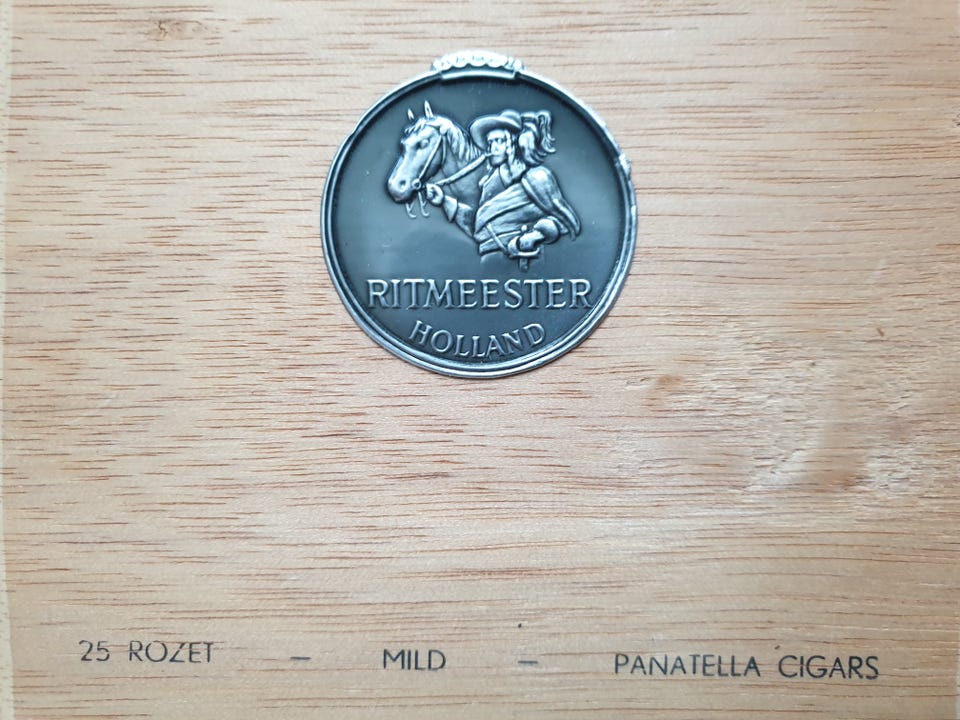 RITMEESTER
HOLLAND
25 ROZET – MILD – PANATELLA CIGARS